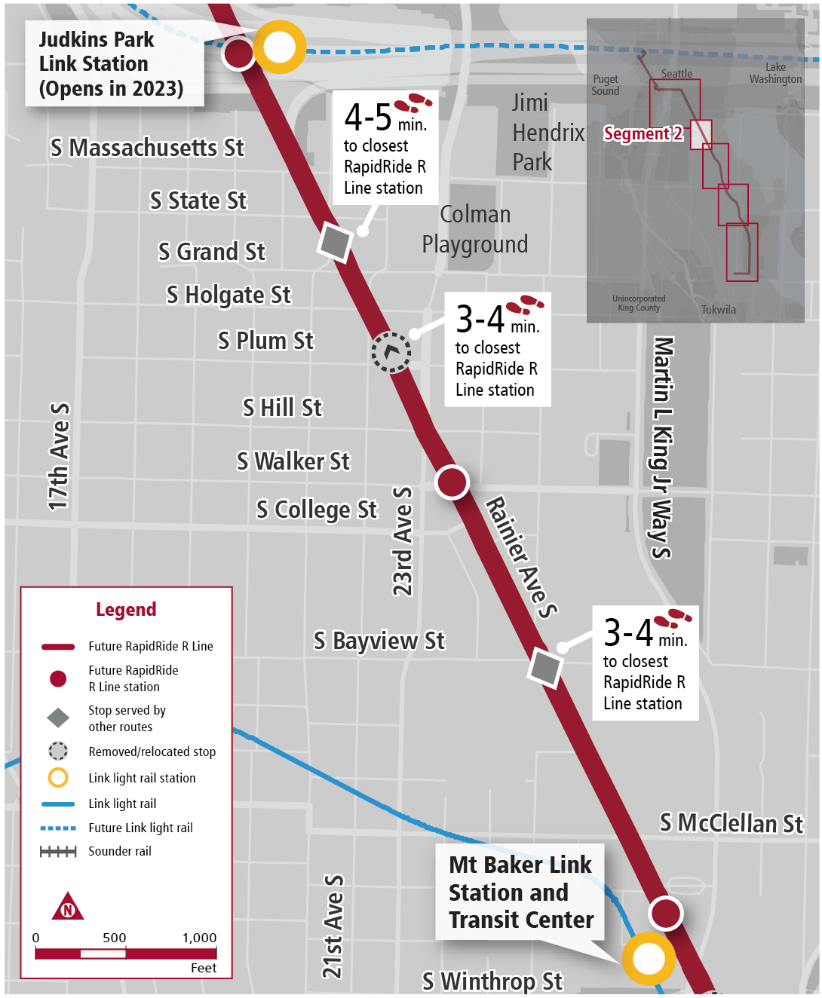 Judkins Park
Link Station
(Opens in 2023)
4-5 min.
to closest
RapidRide R
Line station
Jimi
Hendrix
Park
Puget
Sound
Seattle
Lake
Washington
Segment 2
Unincorporated
King County
Tukwila
S Massachusetts St
S State St
Colman
Playground
S Grand St
S Holgate St
3-4 min.
to closest
RapidRide R
Line station
S Plum St
S Hill St
Martin L King Jr Way S
17th Ave S
S Walker St
S College St
23rd Ave S
Rainier Ave S
S Bayview St
3-4 min.
to closest
RapidRide R
Line station
Legend
Future RapidRide R Line
Future RapidRide
R Line station
Stop served by
other routes
Removed/relocated stop
Link light rail station
Link light rail
Future Link light rail
Sounder rail
N
0 500 1,000
Feet
S McClellan St
Mt Baker Link
Station and
Transit Center
21st Ave S
S Winthrop St